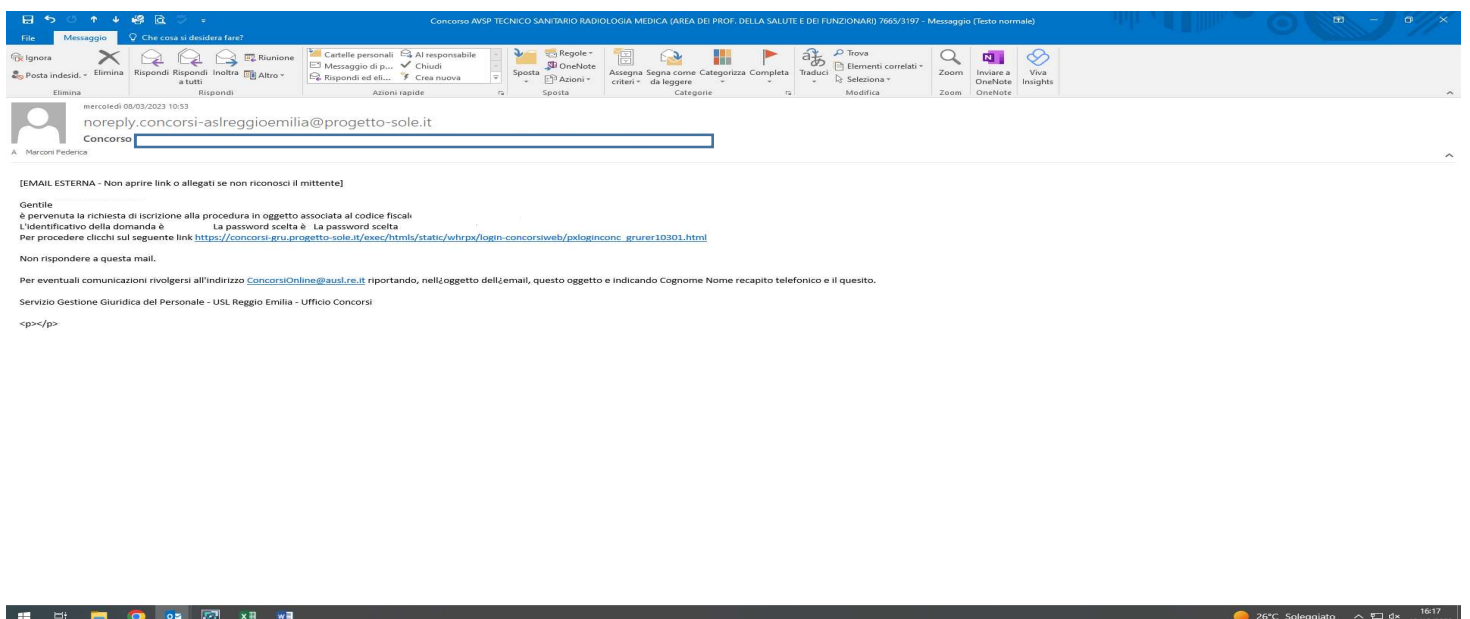 Concorso AVSP TECNICO SANITARIO RADIOLOGIA MEDICA (AREA DEI PROF. DELLA SALUTE E DEI FUNZIONARI) 7665/3197 - Messaggio (Testo normale)
File Messaggio Che cosa si desidera fare?
Ignora
Posta indesid.
Elimina
Rispondi
Rispondi a tutti
Inoltra
Riunione
Altro
Cartelle personali
Messaggio di p...
Rispondi ed eli...
Al responsabile
Chiudi
Crea nuova
Sposta
Regole
OneNote
Azioni
Assegna criteri
Segna come da leggere
Categorizza
Completa
Traduci
Trova
Elementi correlati
Seleziona
Zoom
Inviare a OneNote
Viva Insights
Elimina Rispondi Azioni rapide Sposta Categorie Modifica Zoom OneNote
mercoledì 08/03/2023 10:53
noreply.concorsi-aslreggioemilia@progetto-sole.it
Concorso
A Marconi Federica
[EMAIL ESTERNA - Non aprire link o allegati se non riconosci il mittente]
Gentile
è pervenuta la richiesta di iscrizione alla procedura in oggetto associata al codice fiscale
L'identificativo della domanda è La password scelta è La password scelta
Per procedere clicchi sul seguente link https://concorsi-gru.progetto-sole.it/exec/htmls/static/whrpx/login-concorsiweb/pxloginconc_grurer10301.html
Non rispondere a questa mail.
Per eventuali comunicazioni rivolgersi all'indirizzo ConcorsiOnline@ausl.re.it riportando, nell¿oggetto dell¿email, questo oggetto e indicando Cognome Nome recapito telefonico e il quesito.
Servizio Gestione Giuridica del Personale - USL Reggio Emilia - Ufficio Concorsi
<p></p>
26°C Soleggiato
16:17